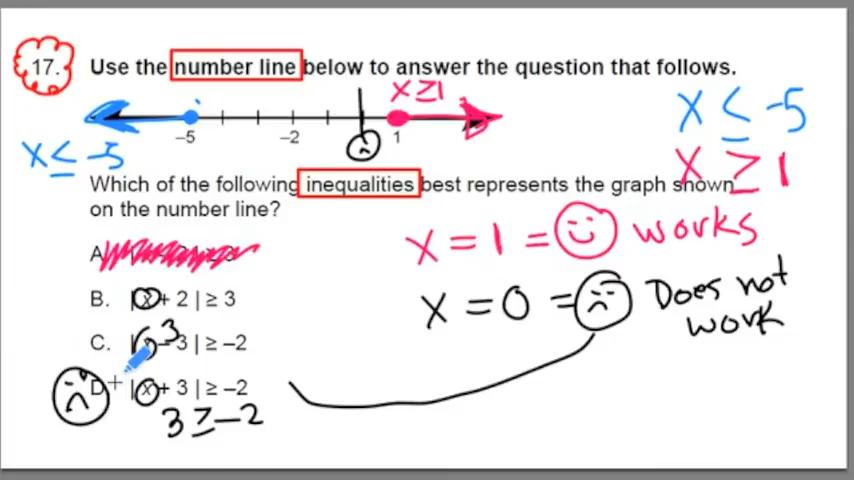 17. Use the number line below to answer the question that follows.
x ≥ 1
-5 -2 1
x ≤ -5
x ≤ -5
x ≥ 1
Which of the following inequalities best represents the graph shown
on the number line?
x = 1 = works
A.
B. | x + 2 | ≥ 3
x = 0 = Does not
work
-3
C. | - 3 | ≥ -2
D + | x + 3 | ≥ -2
3 ≥ -2